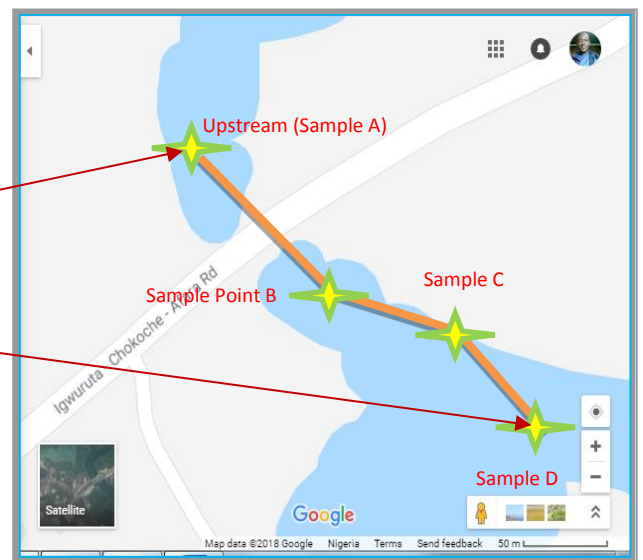 Upstream (Sample A)
Sample C
Sample Point B
Igwuruta - Chokoche - Afara Rd
Sample D
Satellite
Google
Map data ©2018 Google Nigeria Terms Send feedback 50 m